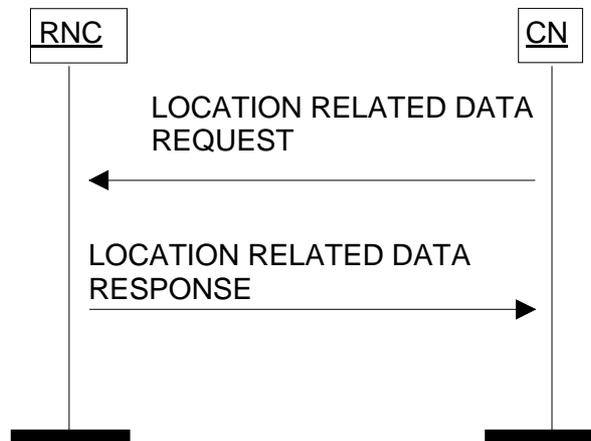 RNC
CN
LOCATION RELATED DATA
REQUEST
LOCATION RELATED DATA
RESPONSE